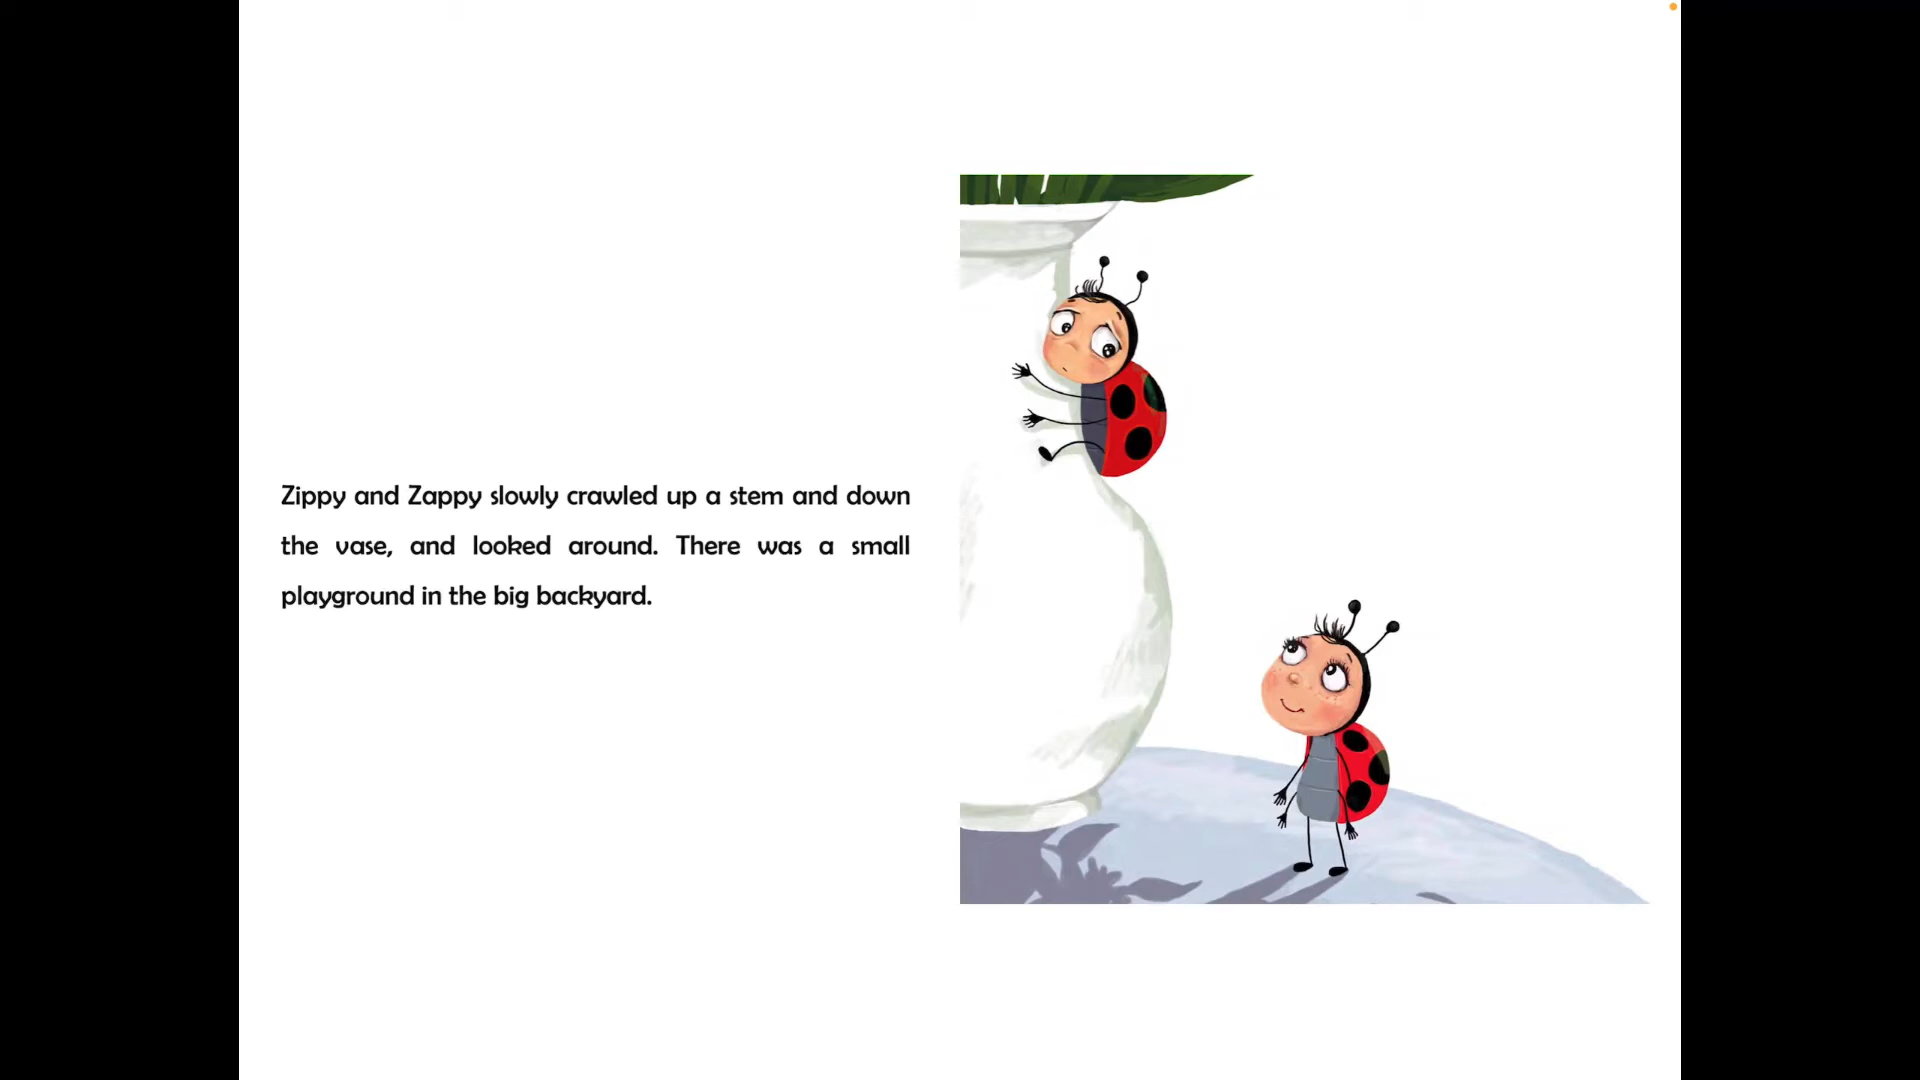 Zippy and Zappy slowly crawled up a stem and down
the vase, and looked around. There was a small
playground in the big backyard.